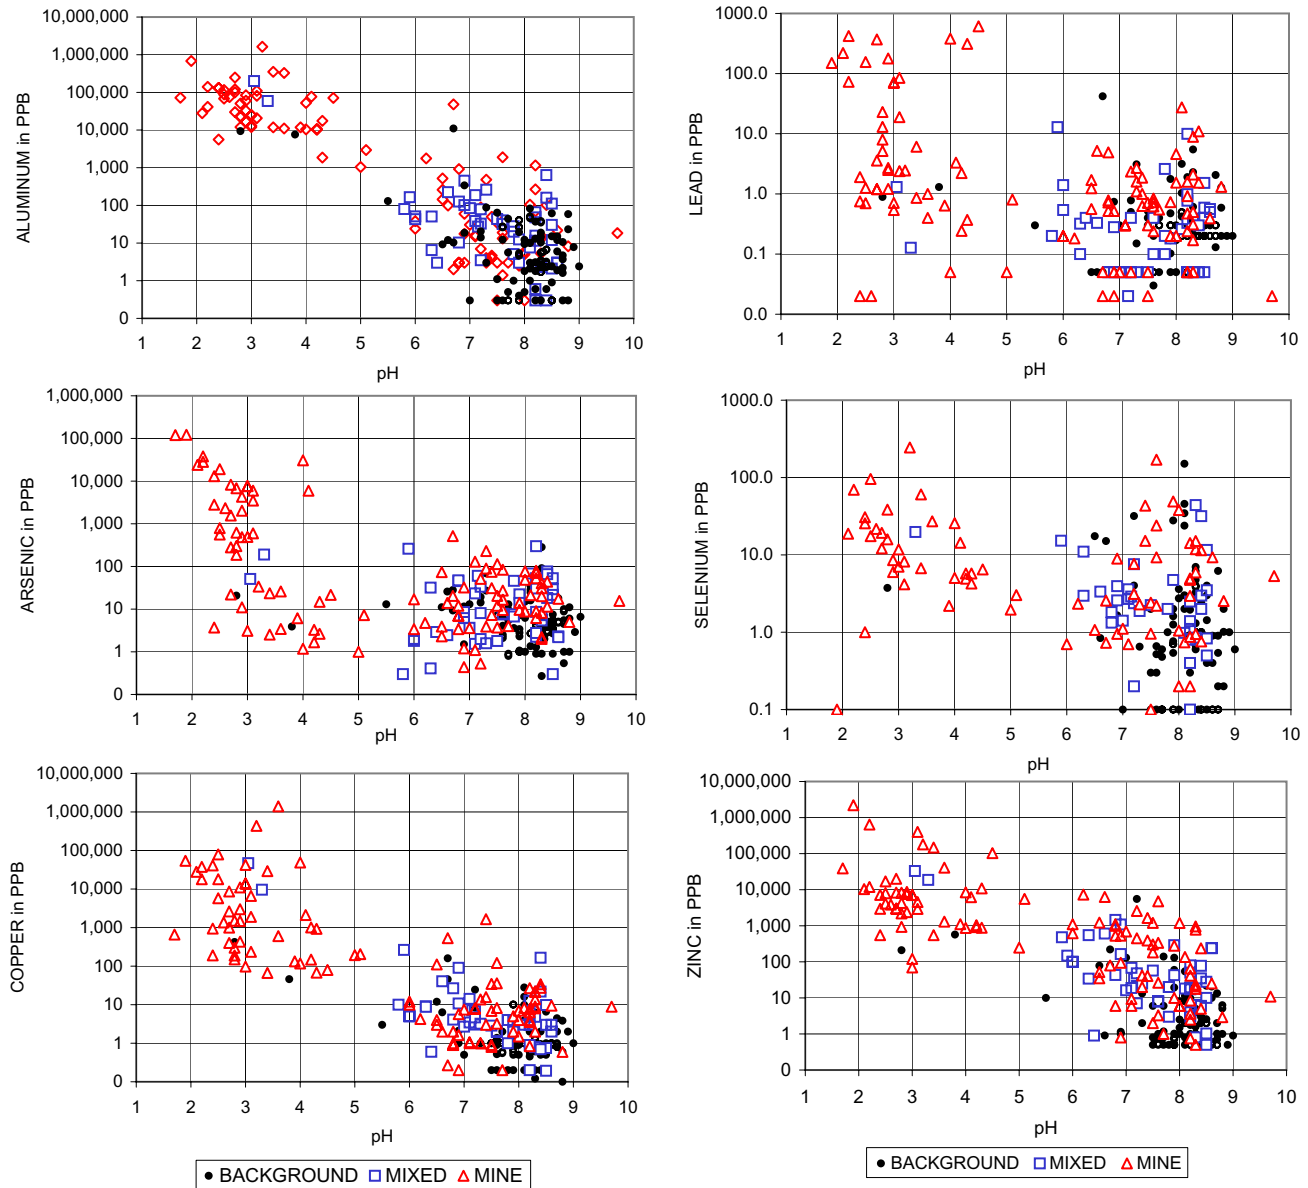 ALUMINUM in PPB
10,000,000
1,000,000
100,000
10,000
1,000
100
10
1
0
1 2 3 4 5 6 7 8 9 10
pH
LEAD in PPB
1000.0
100.0
10.0
1.0
0.1
0.0
1 2 3 4 5 6 7 8 9 10
pH
ARSENIC in PPB
1,000,000
100,000
10,000
1,000
100
10
1
0
1 2 3 4 5 6 7 8 9 10
pH
SELENIUM in PPB
1000.0
100.0
10.0
1.0
0.1
1 2 3 4 5 6 7 8 9 10
pH
COPPER in PPB
10,000,000
1,000,000
100,000
10,000
1,000
100
10
1
0
1 2 3 4 5 6 7 8 9 10
pH
ZINC in PPB
10,000,000
1,000,000
100,000
10,000
1,000
100
10
1
0
1 2 3 4 5 6 7 8 9 10
pH
BACKGROUND MIXED MINE
BACKGROUND MIXED MINE